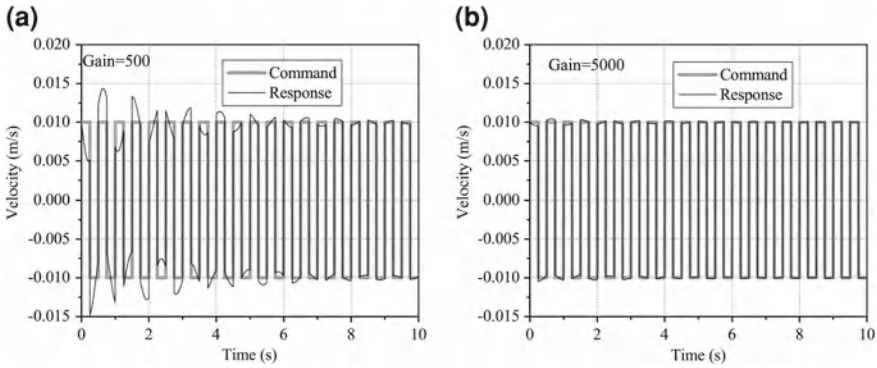 (a)
0.020
0.015
0.010
0.005
0.000
-0.005
-0.010
-0.015
Velocity (m/s)
Gain=500
Command
Response
0 2 4 6 8 10
Time (s)
(b)
0.020
0.015
0.010
0.005
0.000
-0.005
-0.010
-0.015
Velocity (m/s)
Gain=5000
Command
Response
0 2 4 6 8 10
Time (s)